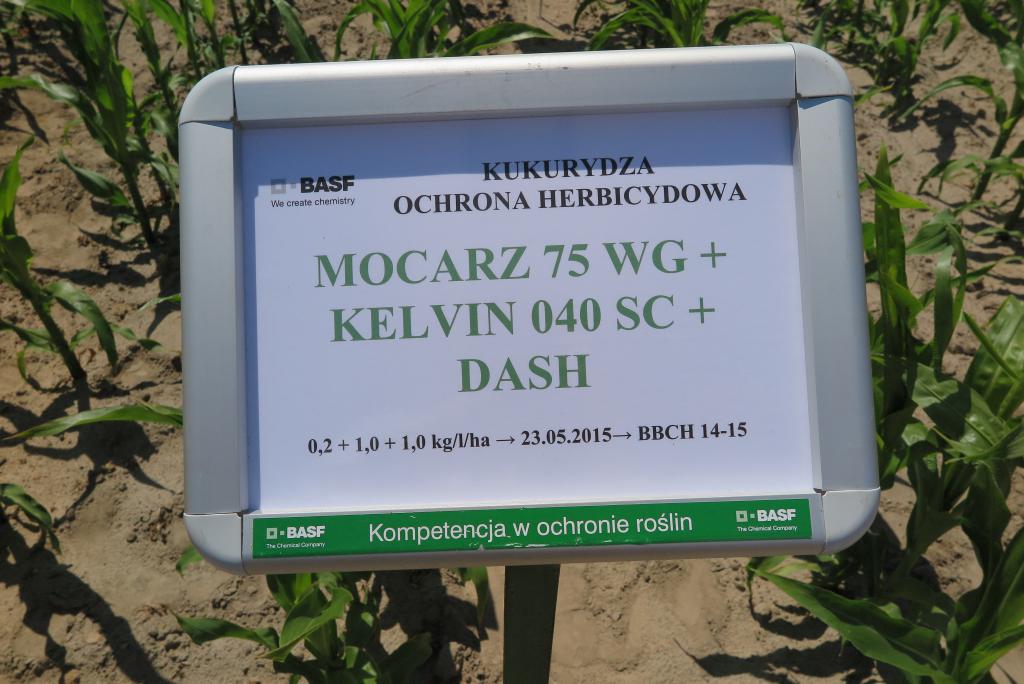 KUKURYDZA
BASF
We create chemistry
OCHRONA HERBICYDOWA
MOCARZ 75 WG +
KELVIN 040 SC +
DASH
0,2 + 1,0 + 1,0 kg/l/ha → 23.05.2015→ BBCH 14-15
BASF
The Chemical Company
Kompetencja w ochronie roślin
BASF
The Chemical Company